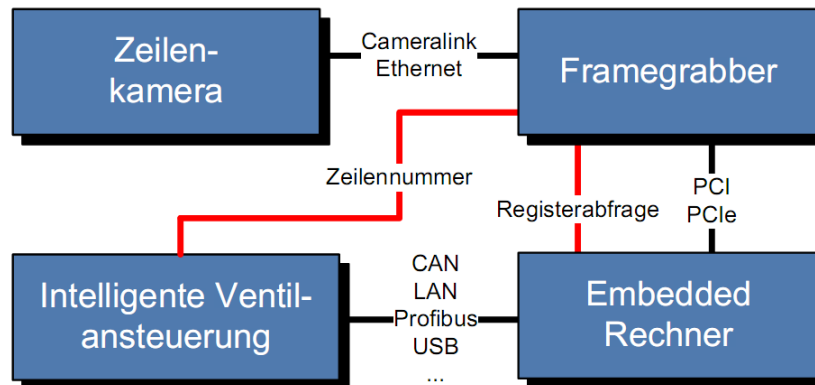 Zeilen-
kamera
Cameralink
Ethernet
Framegrabber
Zeilennummer
Registerabfrage
PCI
PCIe
Intelligente Ventil-
ansteuerung
CAN
LAN
Profibus
USB
...
Embedded
Rechner